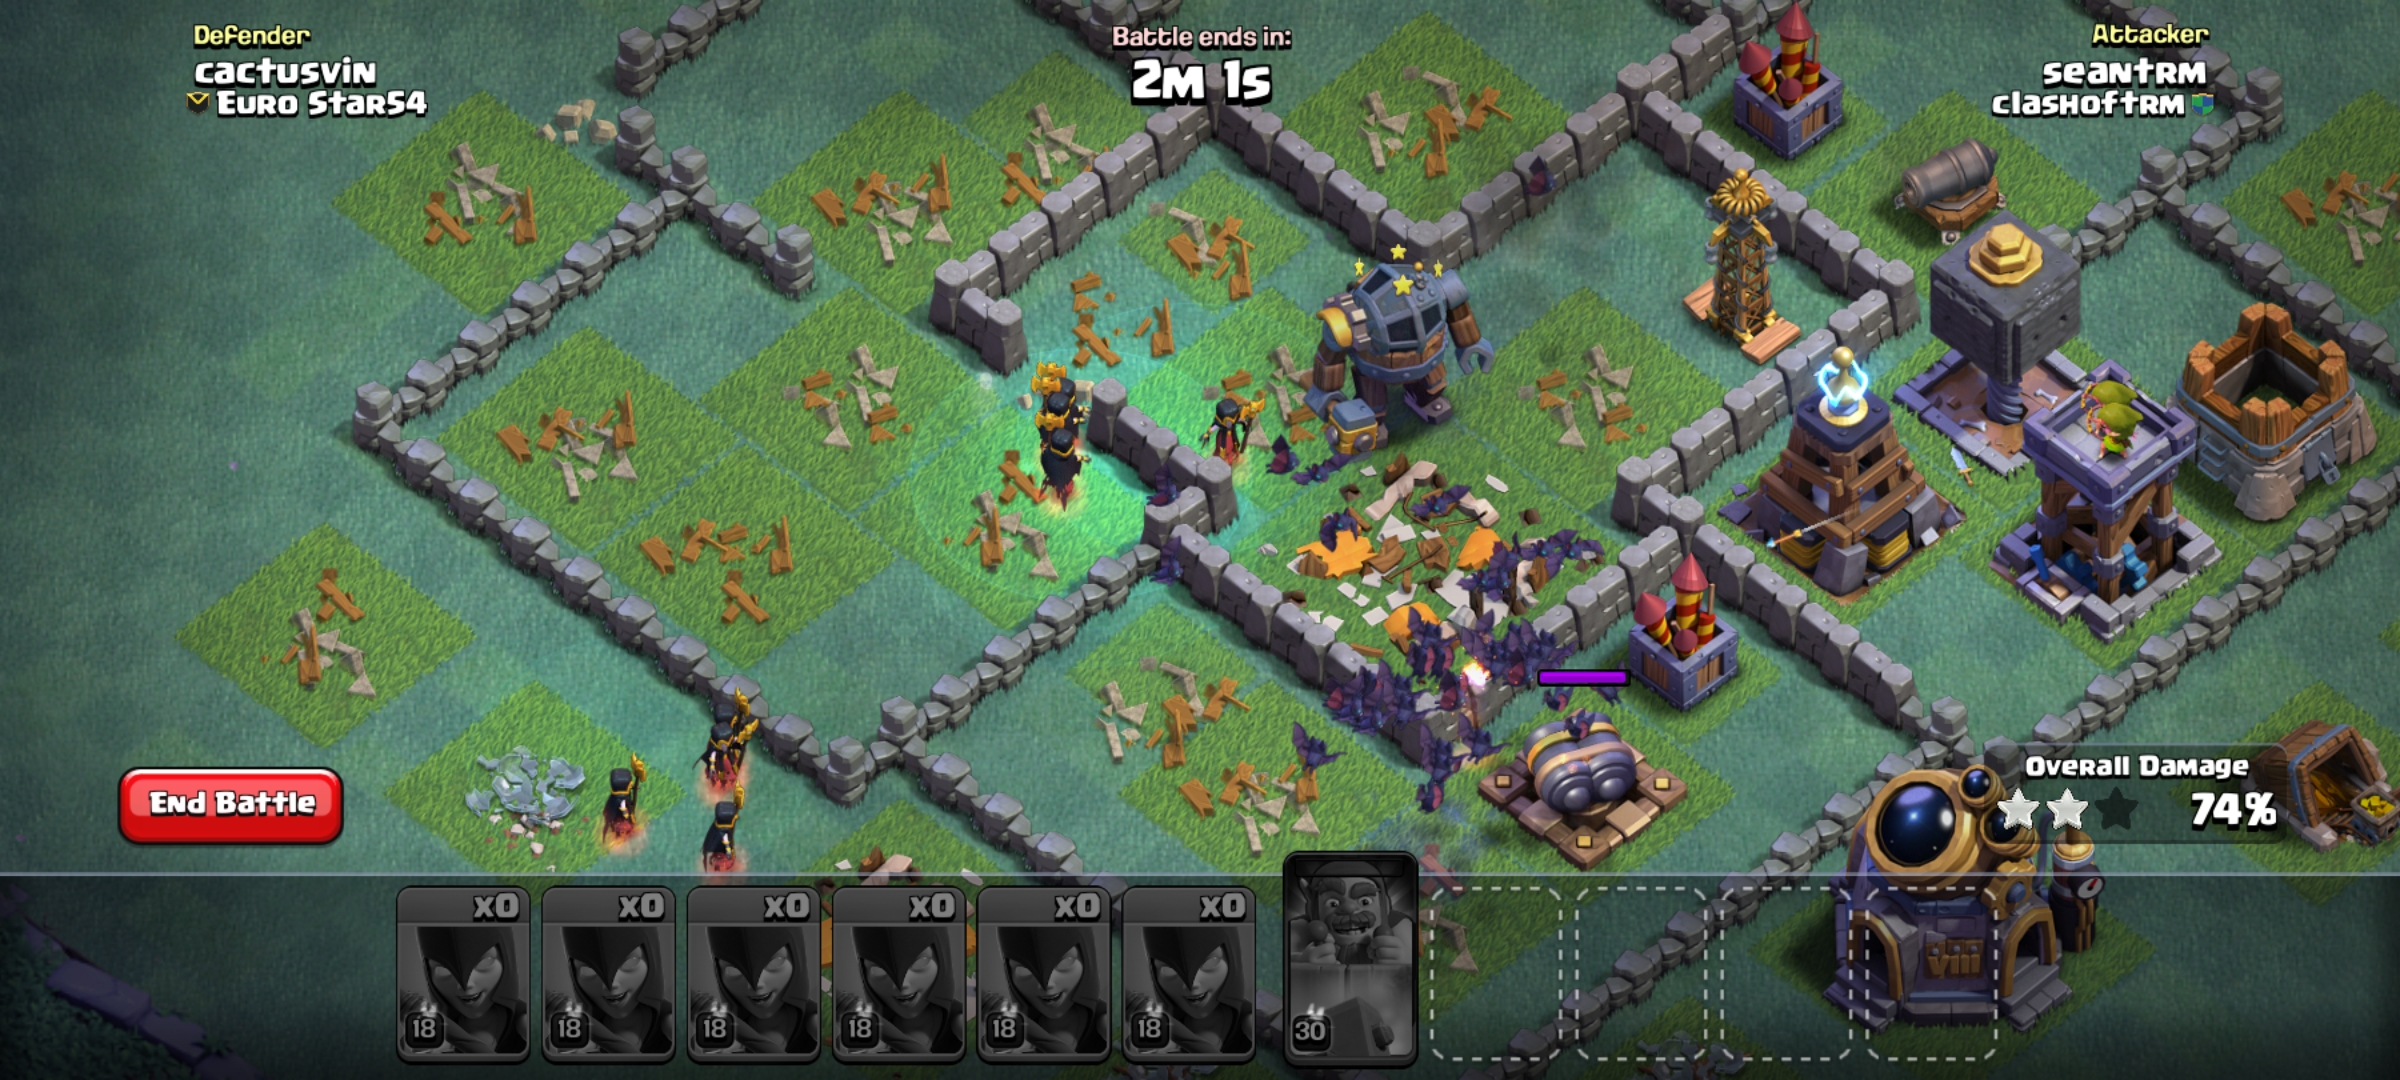 Defender
cactusvin
Euro Star54
Battle ends in:
2M 1s
Attacker
seantrm
clashoftrm
End Battle
Overall Damage
74%
x0
x0
x0
x0
x0
x0
18
18
18
18
18
18
30
VIII